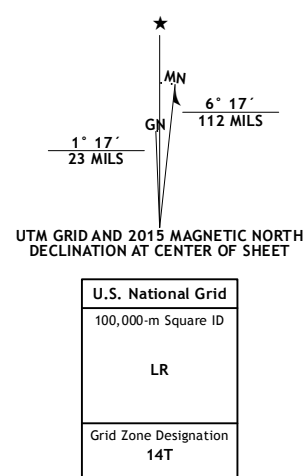 ★
MN
GN
6° 17´
112 MILS
1° 17´
23 MILS
UTM GRID AND 2015 MAGNETIC NORTH
DECLINATION AT CENTER OF SHEET
U.S. National Grid
100,000-m Square ID
LR
Grid Zone Designation
14T